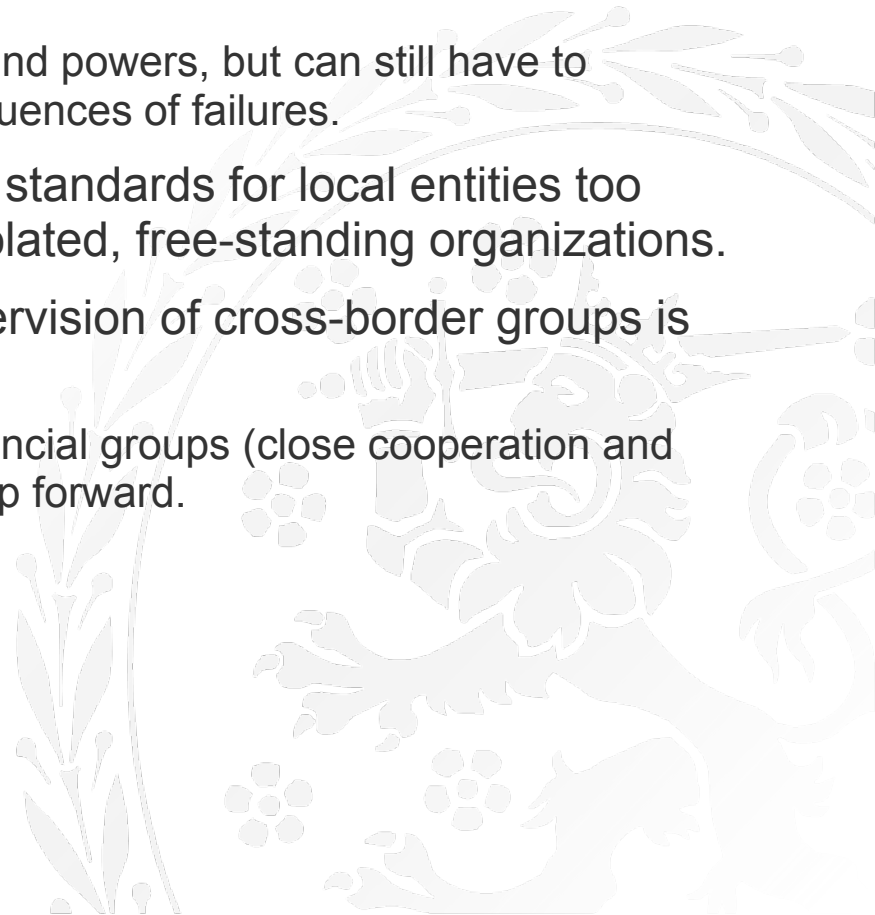 nd powers, but can still have to
uences of failures.
standards for local entities too
lated, free-standing organizations.
ervision of cross-border groups is
ncial groups (close cooperation and
p forward.